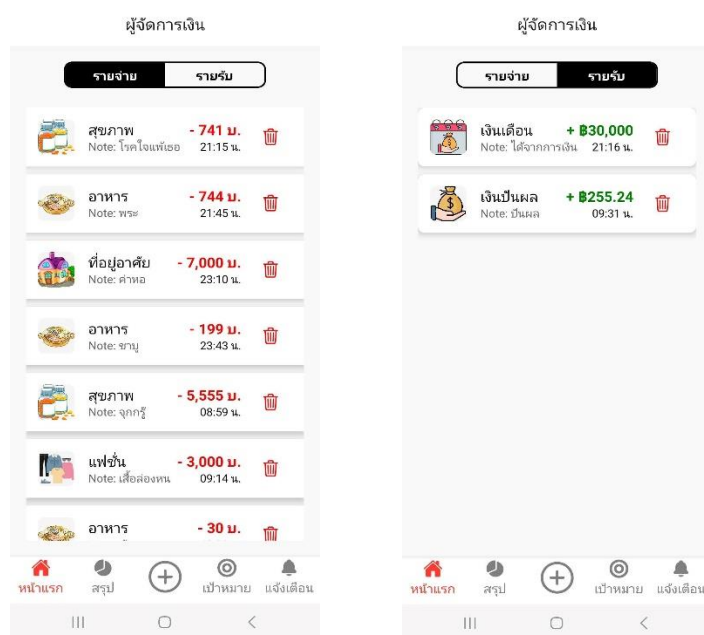 ผู้จัดการเงิน
รายจ่าย รายรับ
สุขภาพ - 741 บ.
Note: โรคใจแพ้เธอ 21:15 น.
อาหาร - 744 บ.
Note: พระ 21:45 น.
ที่อยู่อาศัย - 7,000 บ.
Note: ค่าหอ 23:10 น.
อาหาร - 199 บ.
Note: ชาบู 23:43 น.
สุขภาพ - 5,555 บ.
Note: จุกกรู้ 08:59 น.
แฟชั่น - 3,000 บ.
Note: เสื้อล่องหน 09:14 น.
อาหาร - 30 บ.
หน้าแรก สรุป เป้าหมาย แจ้งเตือน
ผู้จัดการเงิน
รายจ่าย รายรับ
เงินเดือน + ฿30,000
Note: ได้จากการเงิน 21:16 น.
เงินปันผล + ฿255.24
Note: ปันผล 09:31 น.
หน้าแรก สรุป เป้าหมาย แจ้งเตือน